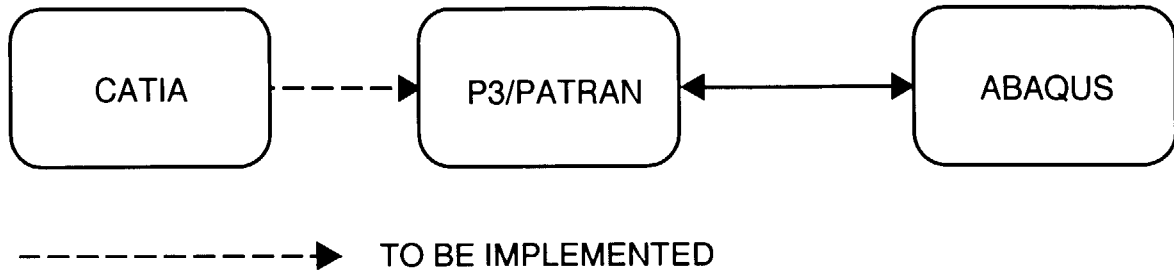 CATIA P3/PATRAN ABAQUS
TO BE IMPLEMENTED